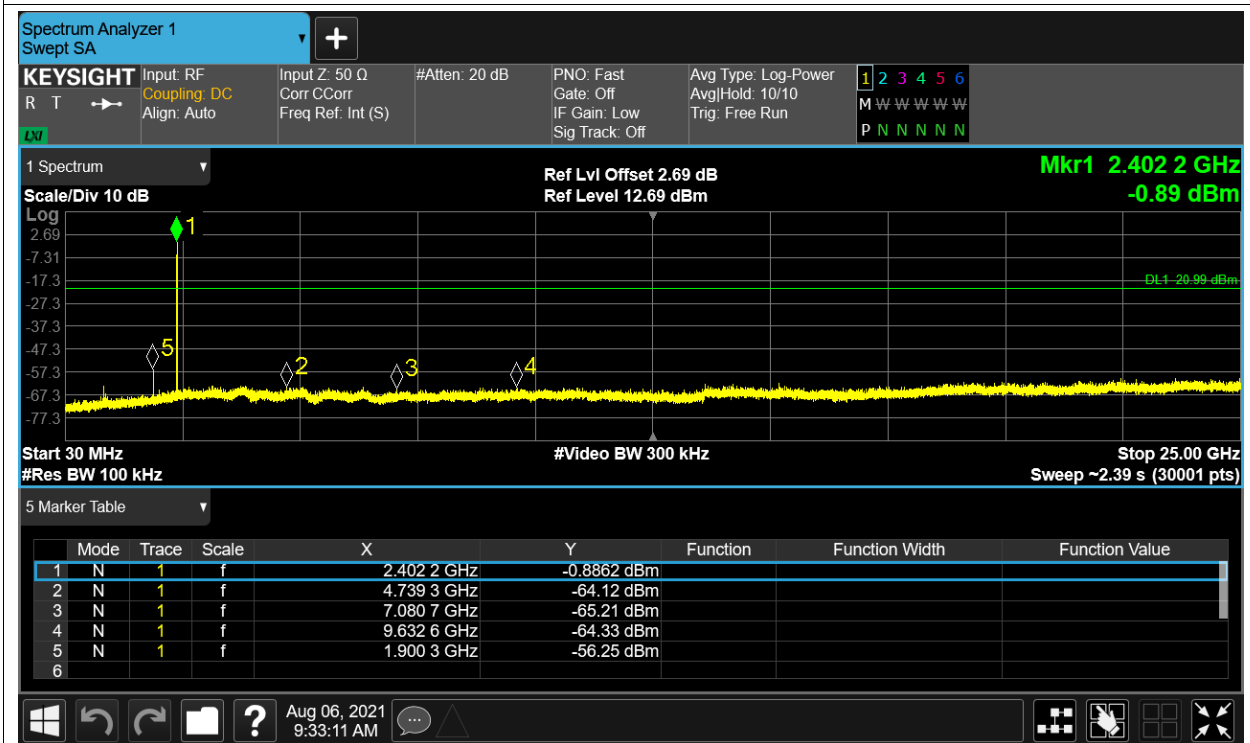 Spectrum Analyzer 1
Swept SA
KEYSIGHT Input: RF Input Z: 50 Ω #Atten: 20 dB PNO: Fast Avg Type: Log-Power 1 2 3 4 5 6
R T Coupling: DC Corr CCorr Gate: Off Avg|Hold: 10/10 M W W W W W
Align: Auto Freq Ref: Int (S) IF Gain: Low Trig: Free Run
LXI Sig Track: Off P N N N N N
1 Spectrum Ref Lvl Offset 2.69 dB Mkr1 2.402 2 GHz
Scale/Div 10 dB Ref Level 12.69 dBm -0.89 dBm
Log
1
2.69
-7.31
-17.3
DL1 -20.99 dBm
-27.3
-37.3
-47.3
5
-57.3
2 3 4
-67.3
-77.3
Start 30 MHz #Video BW 300 kHz Stop 25.00 GHz
#Res BW 100 kHz Sweep ~2.39 s (30001 pts)
5 Marker Table
Mode Trace Scale X Y Function Function Width Function Value
1 N 1 f 2.402 2 GHz -0.8862 dBm
2 N 1 f 4.739 3 GHz -64.12 dBm
3 N 1 f 7.080 7 GHz -65.21 dBm
4 N 1 f 9.632 6 GHz -64.33 dBm
5 N 1 f 1.900 3 GHz -56.25 dBm
6
? Aug 06, 2021
9:33:11 AM